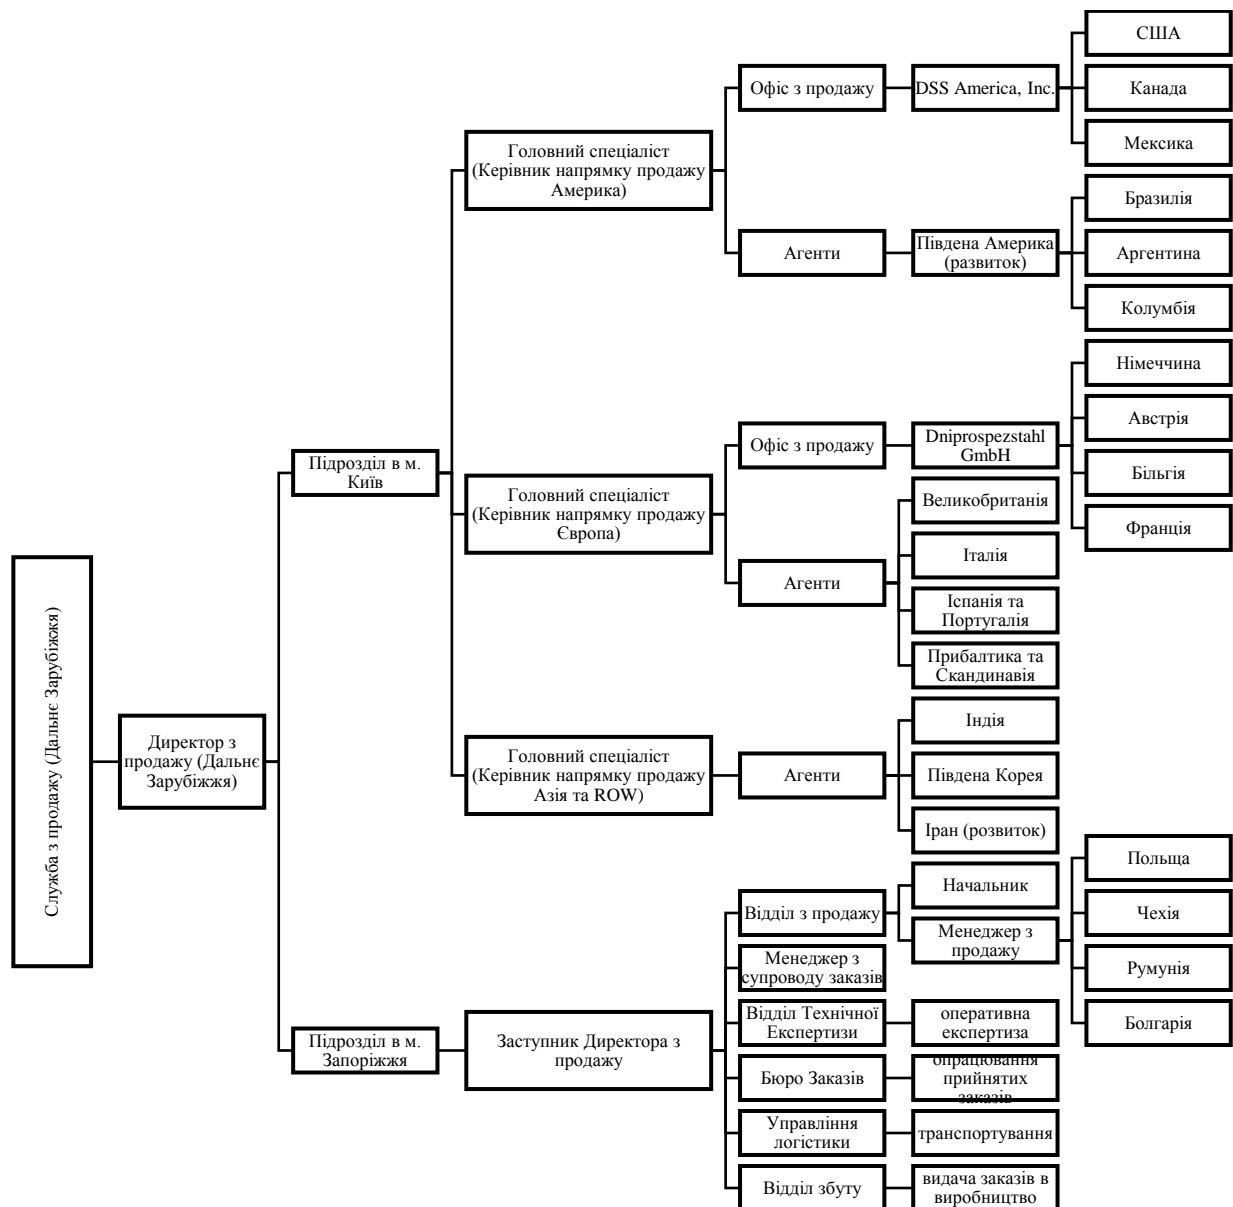 Служба з продажу (Дальнє Зарубіжжя)
Директор з
продажу (Дальнє
Зарубіжжя)
Підрозділ в м.
Київ
Головний спеціаліст
(Керівник напрямку продажу
Америка)
Офіс з продажу
DSS America, Inc.
США
Канада
Мексика
Агенти
Південа Америка
(развиток)
Бразилія
Аргентина
Колумбія
Головний спеціаліст
(Керівник напрямку продажу
Європа)
Офіс з продажу
Dniprospezstahl
GmbH
Німеччина
Австрія
Більгія
Франція
Агенти
Великобританія
Італія
Іспанія та
Португалія
Прибалтика та
Скандинавія
Головний спеціаліст
(Керівник напрямку продажу
Азія та ROW)
Агенти
Індія
Південа Корея
Іран (розвиток)
Підрозділ в м.
Запоріжжя
Заступник Директора з
продажу
Відділ з продажу
Начальник
Менеджер з
продажу
Польща
Чехія
Румунія
Болгарія
Менеджер з
супроводу заказів
Відділ Технічної
Експертизи
оперативна
експертиза
Бюро Заказів
опрацювання
прийнятих
заказів
Управління
логістики
транспортування
Відділ збуту
видача заказів в
виробництво